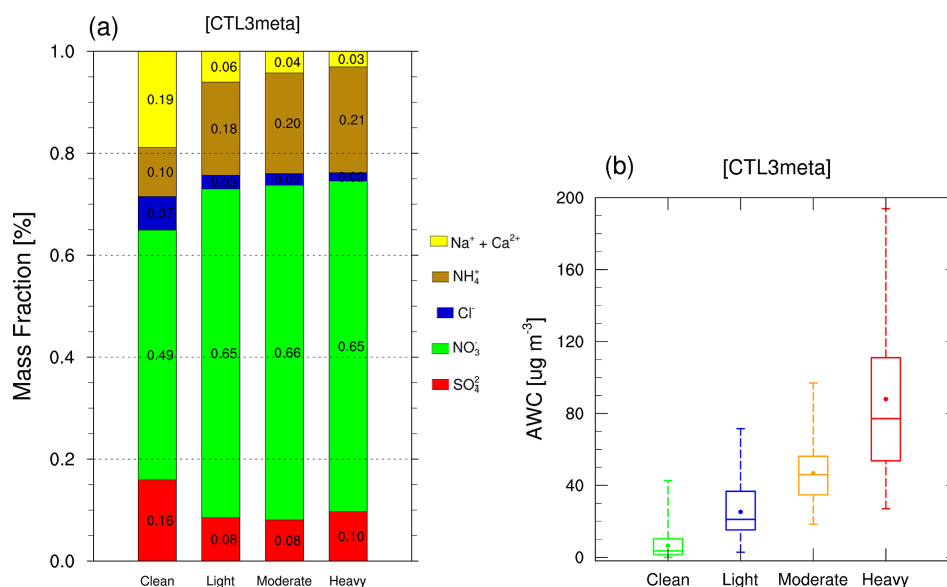 (a)
[CTL3meta]
Mass Fraction [%]
1.0
0.8
0.6
0.4
0.2
0.0
0.19
0.10
0.07
0.49
0.16
0.06
0.18
0.03
0.65
0.08
0.04
0.20
0.02
0.66
0.08
0.03
0.21
0.02
0.65
0.10
Clean Light Moderate Heavy
Na⁺ + Ca²⁺
NH₄⁺
Cl⁻
NO₃⁻
SO₄²⁻
(b)
[CTL3meta]
AWC [ug m⁻³]
200
160
120
80
40
0
Clean Light Moderate Heavy